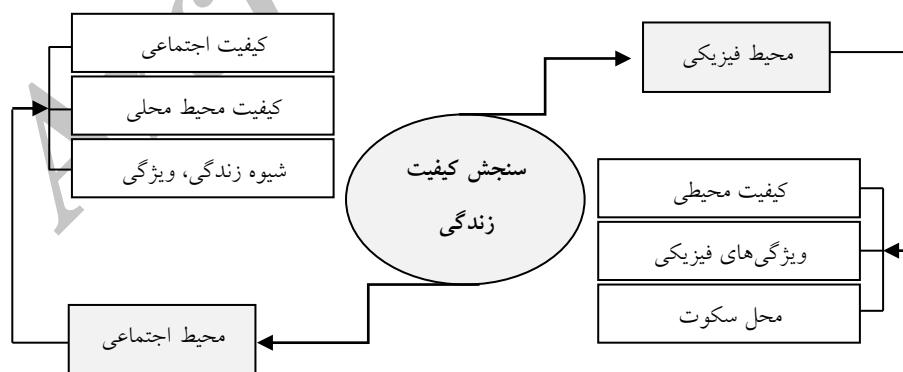 محیط فیزیکی
کیفیت اجتماعی
کیفیت محیط محلی
شیوه زندگی، ویژگی
سنجش کیفیت
زندگی
کیفیت محیطی
ویژگی‌های فیزیکی
محل سکوت
محیط اجتماعی